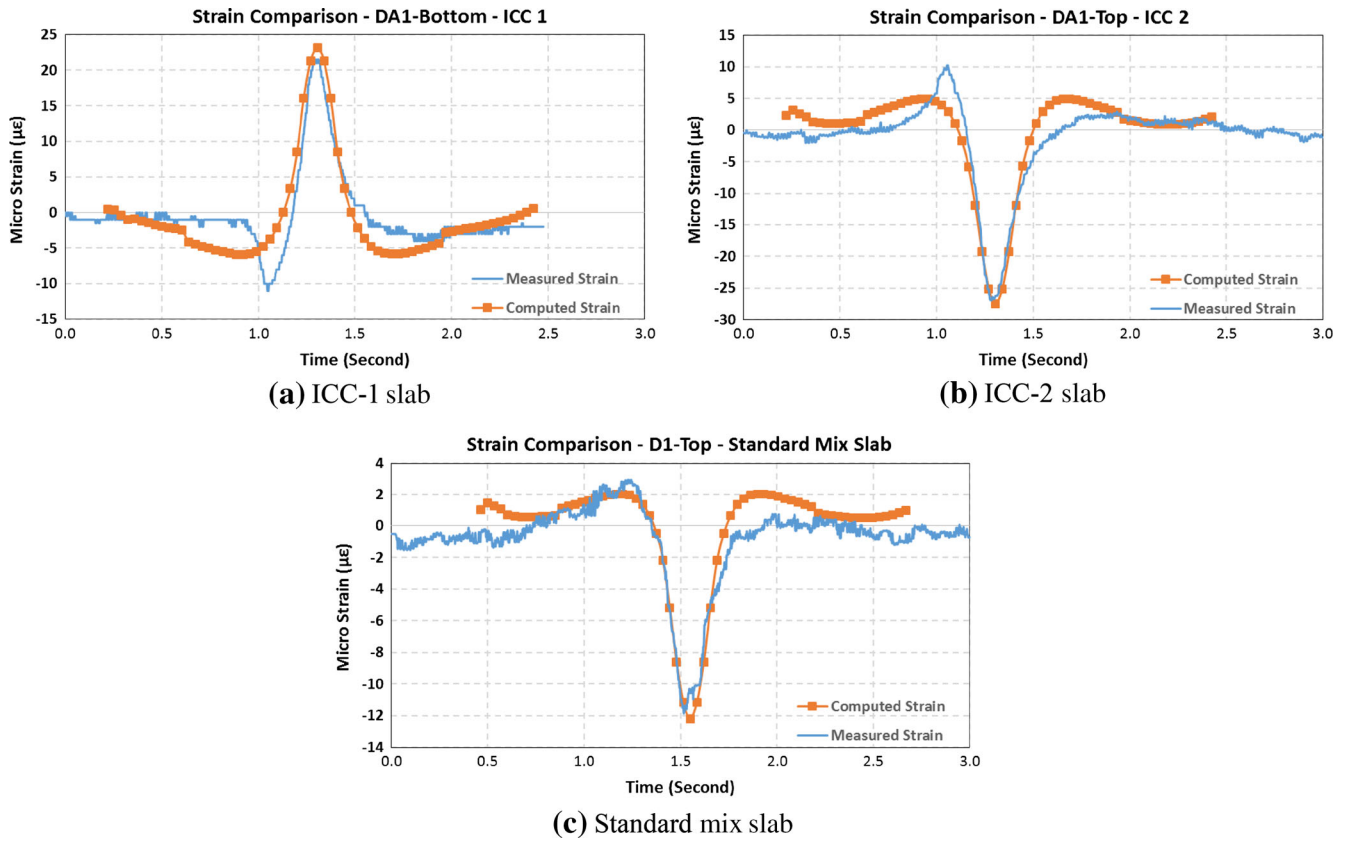 Strain Comparison - DA1-Bottom - ICC 1
25
20
15
10
5
0
-5
-10
-15
Micro Strain (με)
Measured Strain
Computed Strain
0.0 0.5 1.0 1.5 2.0 2.5 3.0
Time (Second)
(a) ICC-1 slab
Strain Comparison - DA1-Top - ICC 2
15
10
5
0
-5
-10
-15
-20
-25
-30
Micro Strain (με)
Computed Strain
Measured Strain
0.0 0.5 1.0 1.5 2.0 2.5 3.0
Time (Second)
(b) ICC-2 slab
Strain Comparison - D1-Top - Standard Mix Slab
4
2
0
-2
-4
-6
-8
-10
-12
-14
Micro Strain (με)
Computed Strain
Measured Strain
0.0 0.5 1.0 1.5 2.0 2.5 3.0
Time (Second)
(c) Standard mix slab